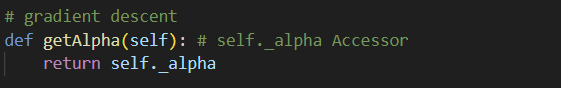 # gradient descent
def getAlpha(self): # self._alpha Accessor
    return self._alpha